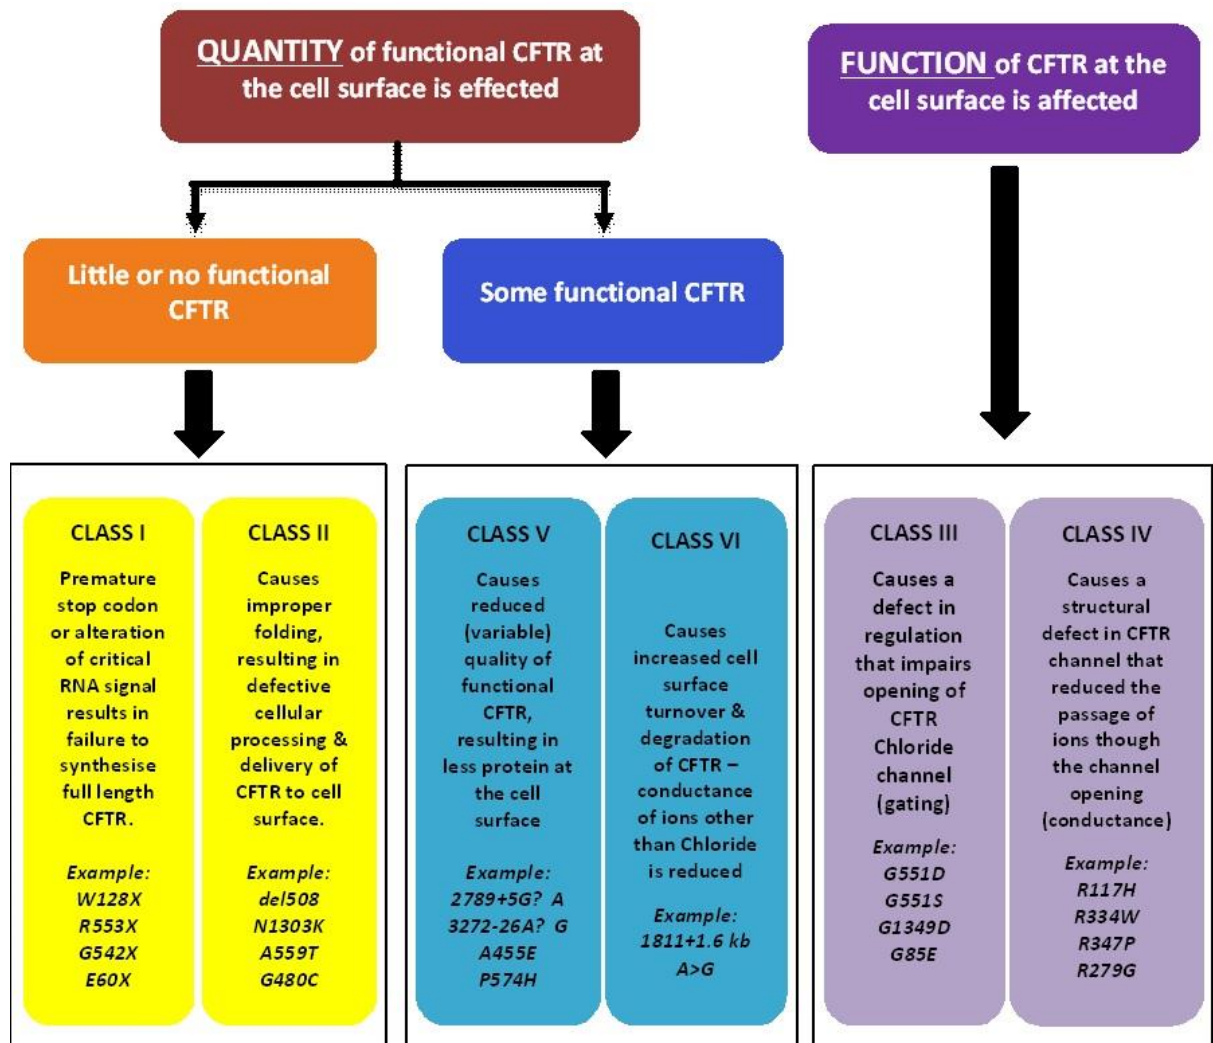 QUANTITY of functional CFTR at
the cell surface is effected
FUNCTION of CFTR at the
cell surface is affected
Little or no functional
CFTR
Some functional CFTR
CLASS I
Premature
stop codon
or alteration
of critical
RNA signal
results in
failure to
synthesise
full length
CFTR.
Example:
W128X
R553X
G542X
E60X
CLASS II
Causes
improper
folding,
resulting in
defective
cellular
processing &
delivery of
CFTR to cell
surface.
Example:
del508
N1303K
A559T
G480C
CLASS V
Causes
reduced
(variable)
quality of
functional
CFTR,
resulting in
less protein at
the cell
surface
Example:
2789+5G? A
3272-26A? G
A455E
P574H
CLASS VI
Causes
increased cell
surface
turnover &
degradation
of CFTR –
conductance
of ions other
than Chloride
is reduced
Example:
1811+1.6 kb
A>G
CLASS III
Causes a
defect in
regulation
that impairs
opening of
CFTR
Chloride
channel
(gating)
Example:
G551D
G551S
G1349D
G85E
CLASS IV
Causes a
structural
defect in CFTR
channel that
reduced the
passage of
ions though
the channel
opening
(conductance)
Example:
R117H
R334W
R347P
R279G